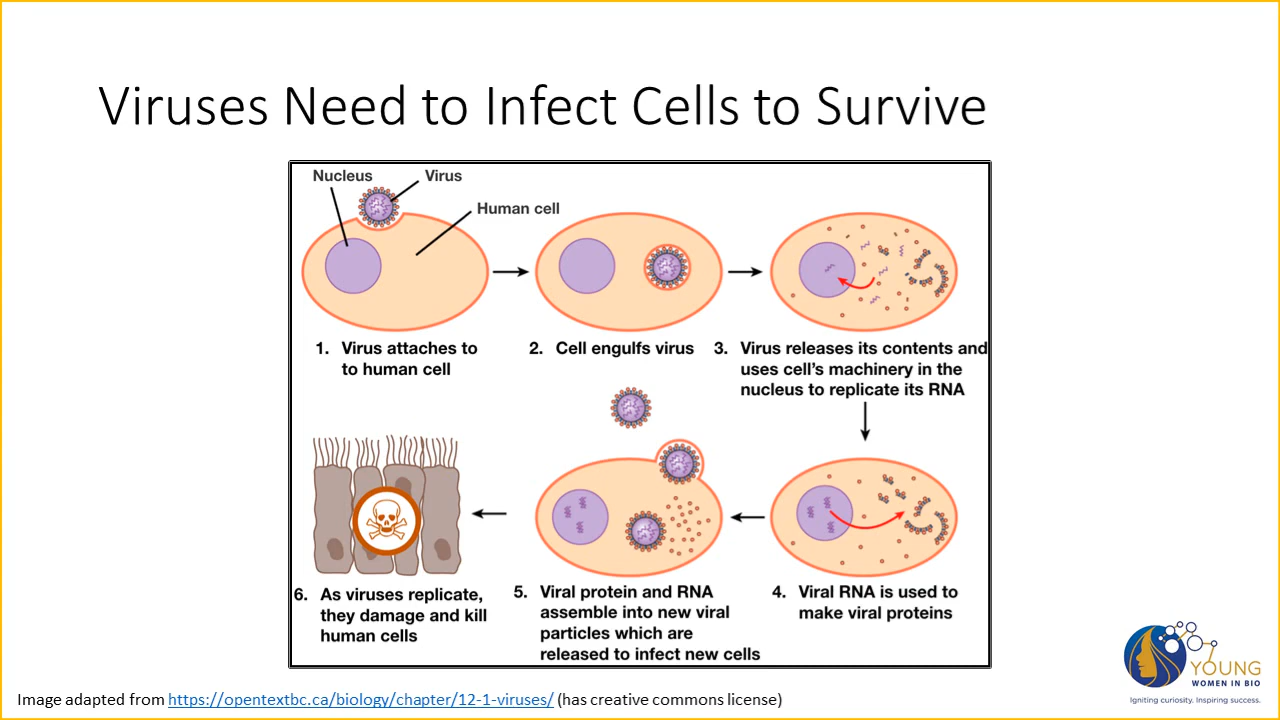 Viruses Need to Infect Cells to Survive
Nucleus
Virus
Human cell
1. Virus attaches to
to human cell
2. Cell engulfs virus
3. Virus releases its contents and
uses cell's machinery in the
nucleus to replicate its RNA
4. Viral RNA is used to
make viral proteins
5. Viral protein and RNA
assemble into new viral
particles which are
released to infect new cells
6. As viruses replicate,
they damage and kill
human cells
Image adapted from https://opentextbc.ca/biology/chapter/12-1-viruses/ (has creative commons license)
YOUNG
WOMEN IN BIO
Igniting curiosity. Inspiring success.